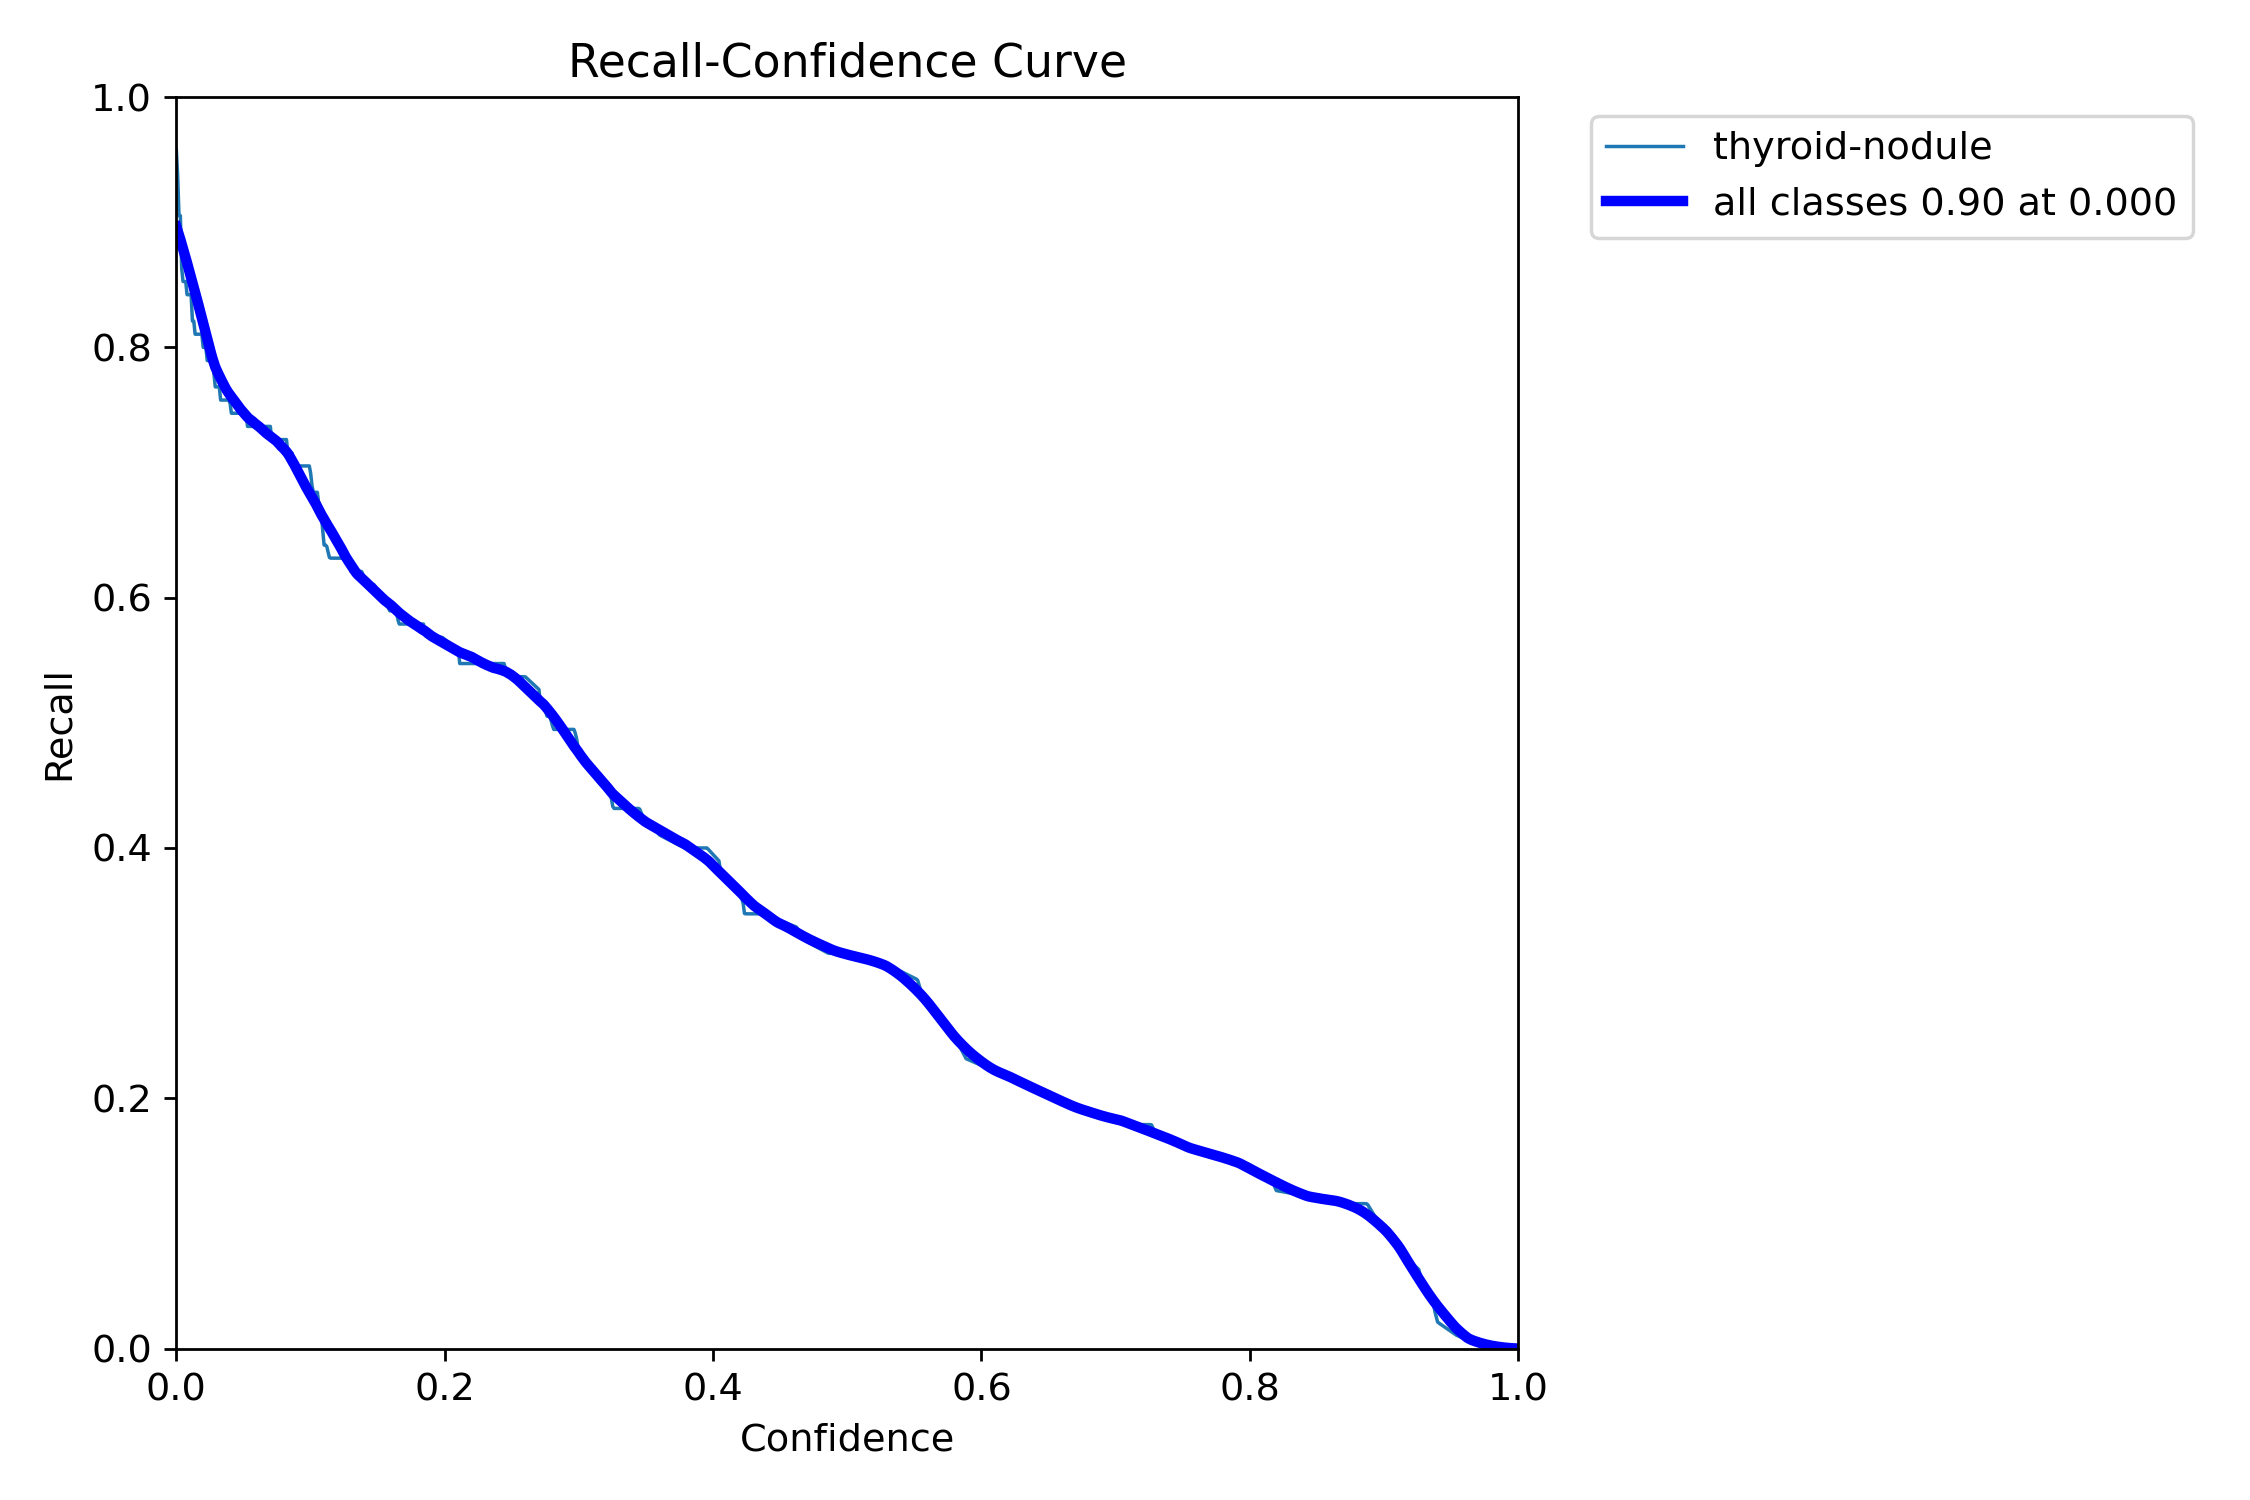 Recall-Confidence Curve
1.0
0.8
0.6
0.4
0.2
0.0
Recall
0.0 0.2 0.4 0.6 0.8 1.0
Confidence
thyroid-nodule
all classes 0.90 at 0.000